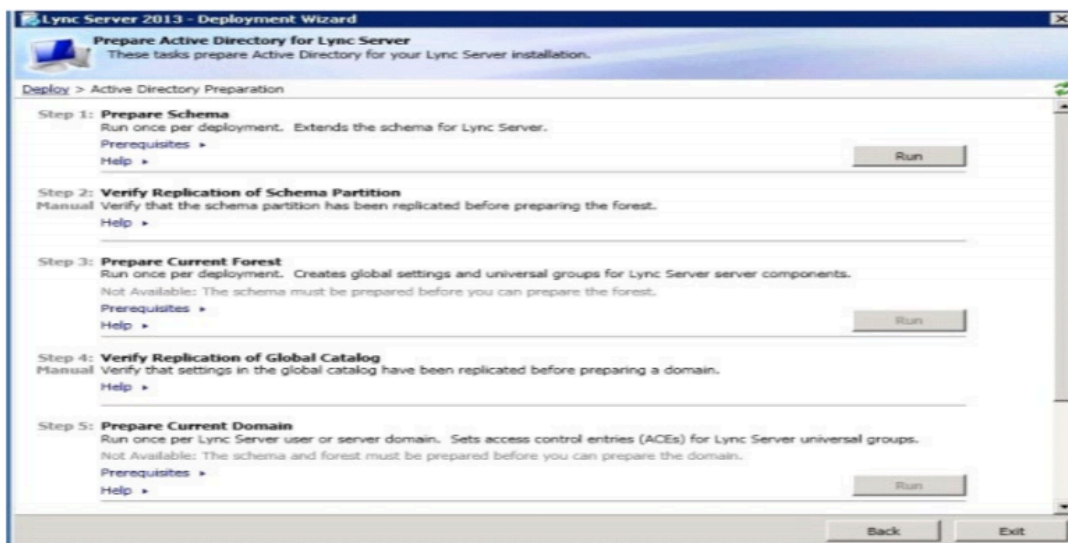 Lync Server 2013 - Deployment Wizard
Prepare Active Directory for Lync Server
These tasks prepare Active Directory for your Lync Server installation.
Deploy > Active Directory Preparation
Step 1: Prepare Schema
Run once per deployment. Extends the schema for Lync Server.
Prerequisites ▸
Help ▸
Run
Step 2: Verify Replication of Schema Partition
Manual Verify that the schema partition has been replicated before preparing the forest.
Help ▸
Step 3: Prepare Current Forest
Run once per deployment. Creates global settings and universal groups for Lync Server server components.
Not Available: The schema must be prepared before you can prepare the forest.
Prerequisites ▸
Help ▸
Run
Step 4: Verify Replication of Global Catalog
Manual Verify that settings in the global catalog have been replicated before preparing a domain.
Help ▸
Step 5: Prepare Current Domain
Run once per Lync Server user or server domain. Sets access control entries (ACEs) for Lync Server universal groups.
Not Available: The schema and forest must be prepared before you can prepare the domain.
Prerequisites ▸
Help ▸
Run
Back Exit